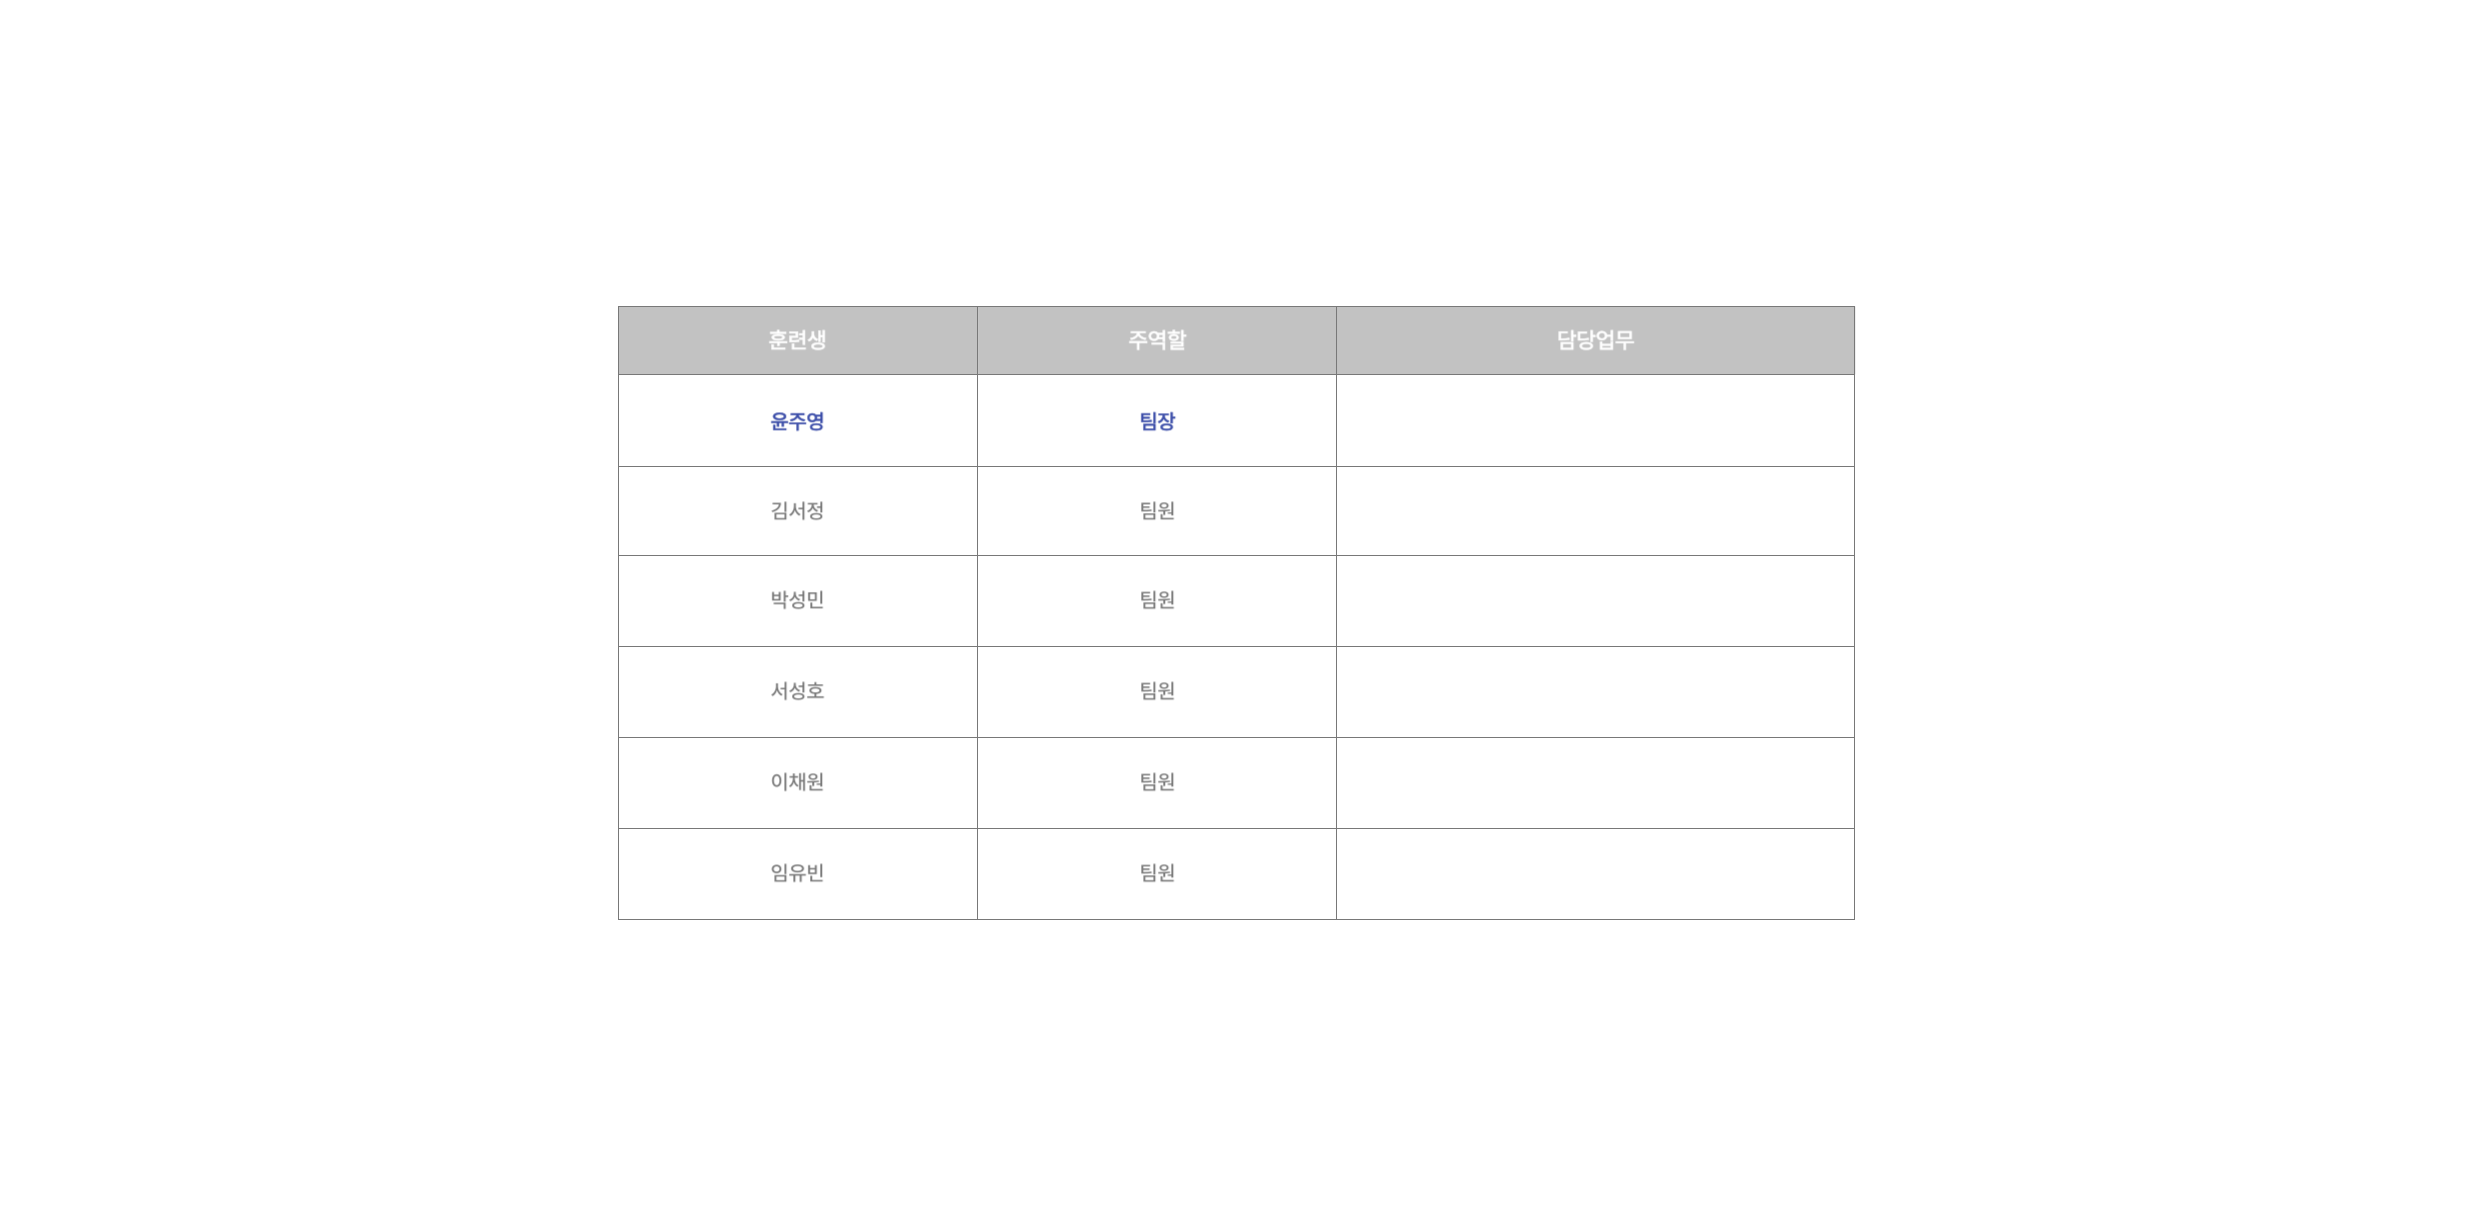 훈련생 주역할 담당업무
윤주영 팀장
김서정 팀원
박성민 팀원
서성호 팀원
이채원 팀원
임유빈 팀원